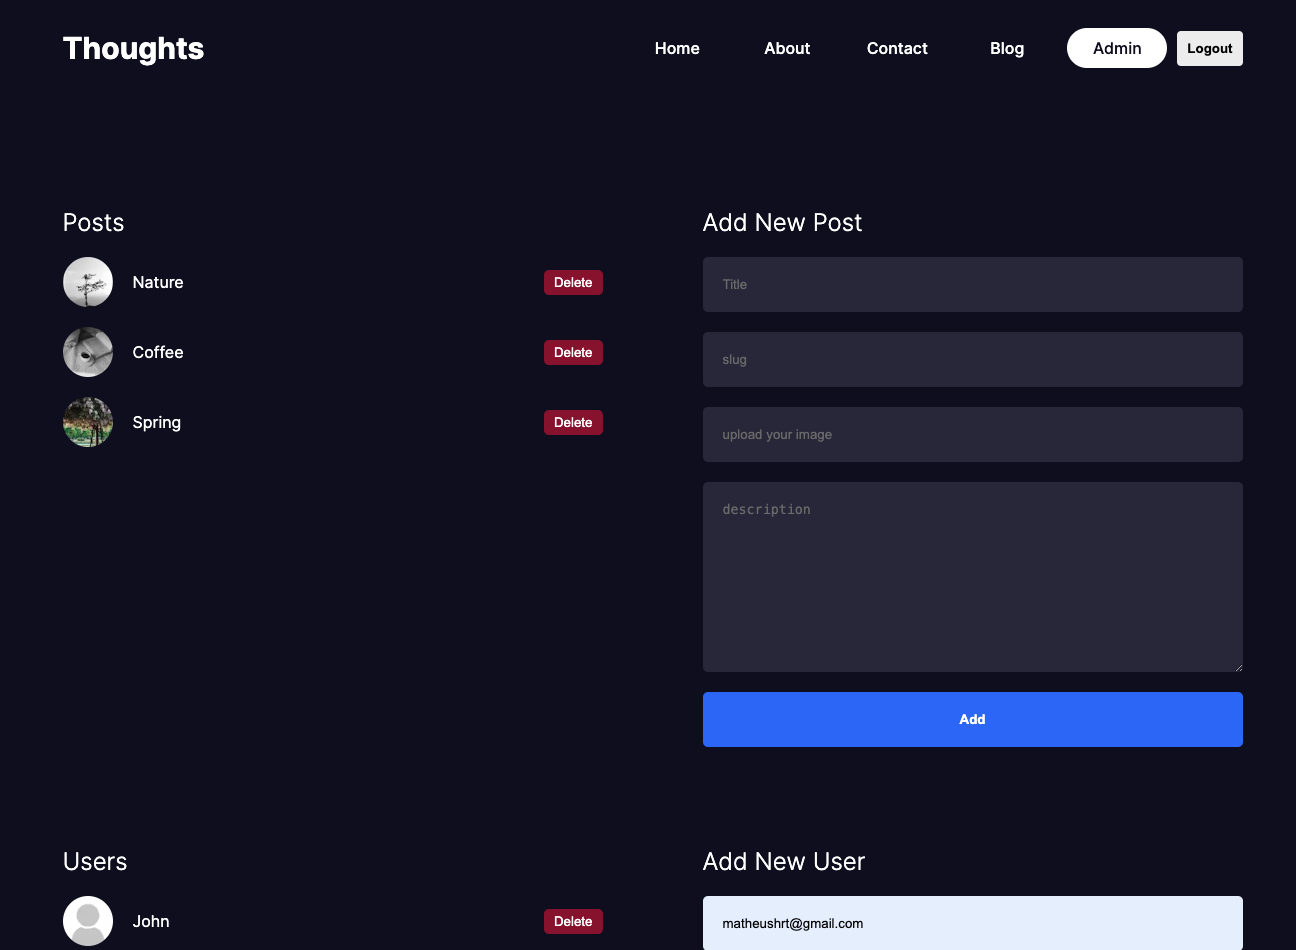 Thoughts
Home
About
Contact
Blog
Admin
Logout
Posts
Nature
Delete
Coffee
Delete
Spring
Delete
Add New Post
Title
slug
upload your image
description
Add
Users
John
Delete
Add New User
matheushrt@gmail.com